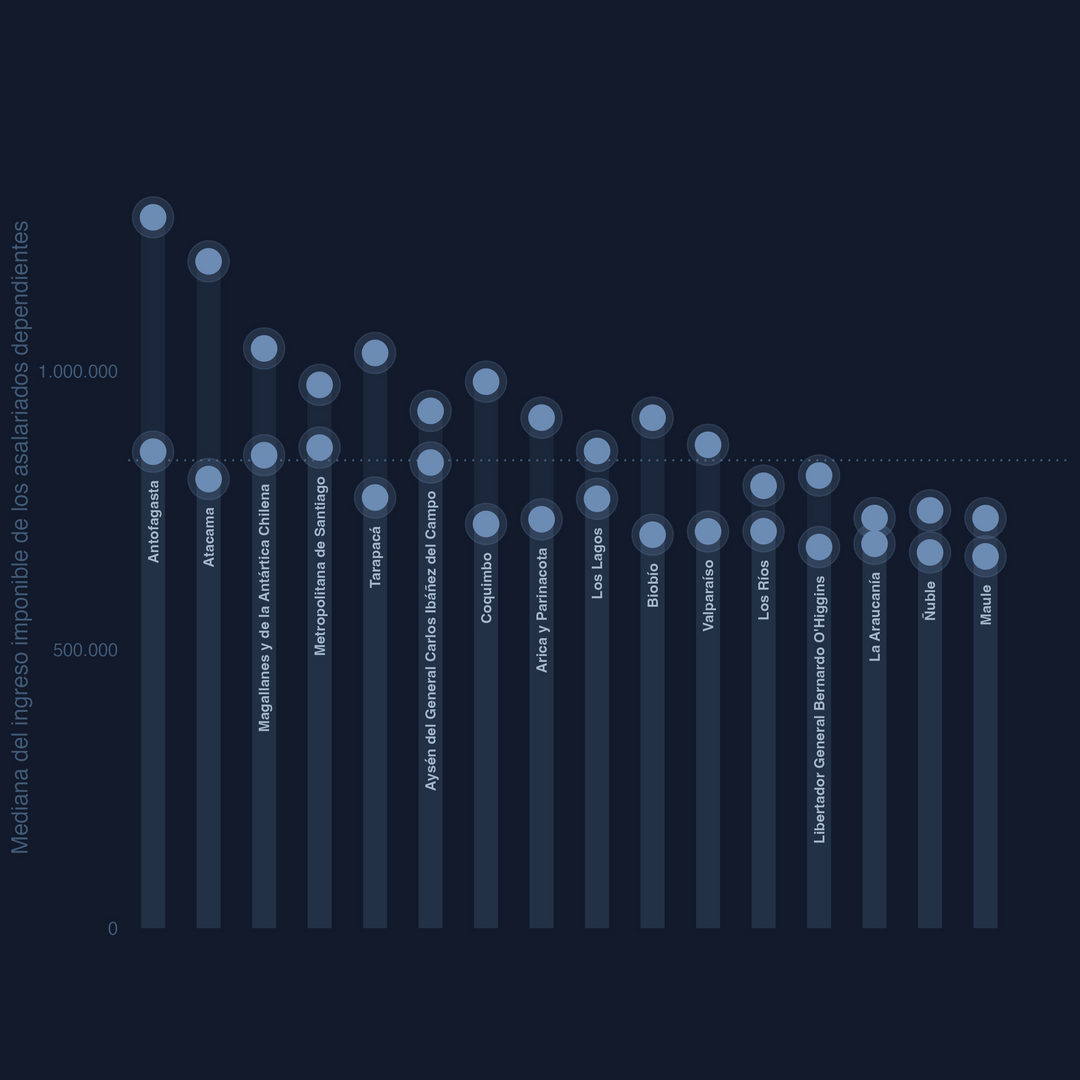 Mediana del ingreso imponible de los asalariados dependientes
1.000.000
500.000
0
Antofagasta
Atacama
Magallanes y de la Antártica Chilena
Metropolitana de Santiago
Tarapacá
Aysén del General Carlos Ibáñez del Campo
Coquimbo
Arica y Parinacota
Los Lagos
Biobío
Valparaíso
Los Ríos
Libertador General Bernardo O'Higgins
La Araucanía
Ñuble
Maule